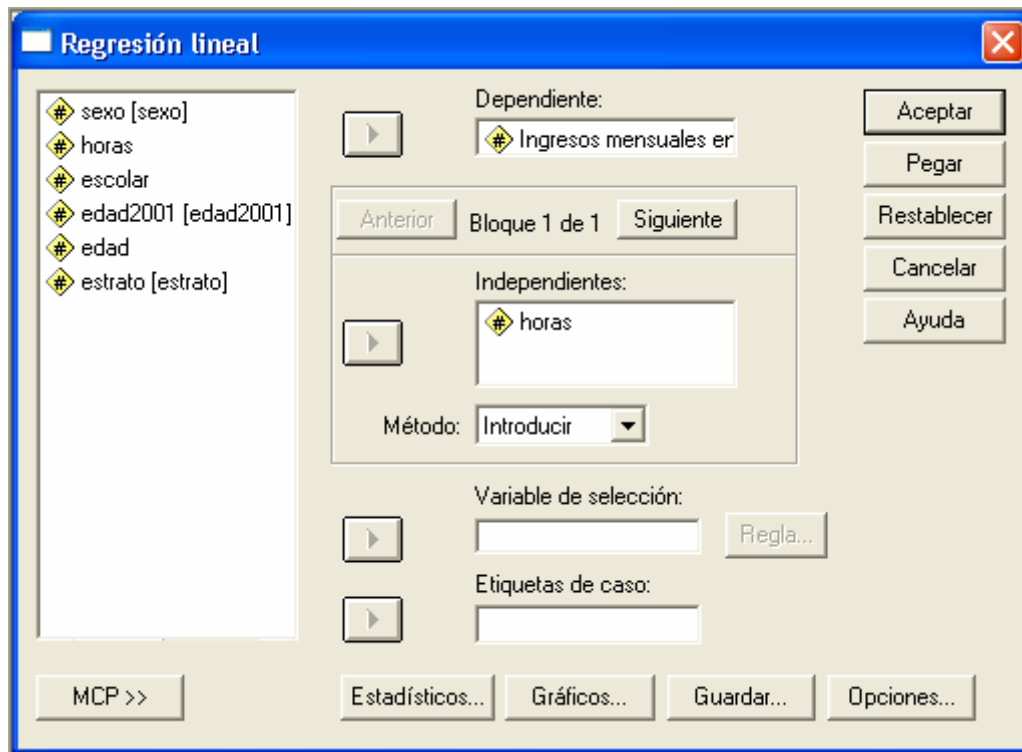 Regresión lineal
sexo [sexo]
horas
escolar
edad2001 [edad2001]
edad
estrato [estrato]
Dependiente:
Ingresos mensuales en
Anterior
Bloque 1 de 1
Siguiente
Independientes:
horas
Método:
Introducir
Variable de selección:
Regla...
Etiquetas de caso:
Aceptar
Pegar
Restablecer
Cancelar
Ayuda
MCP >>
Estadísticos...
Gráficos...
Guardar...
Opciones...